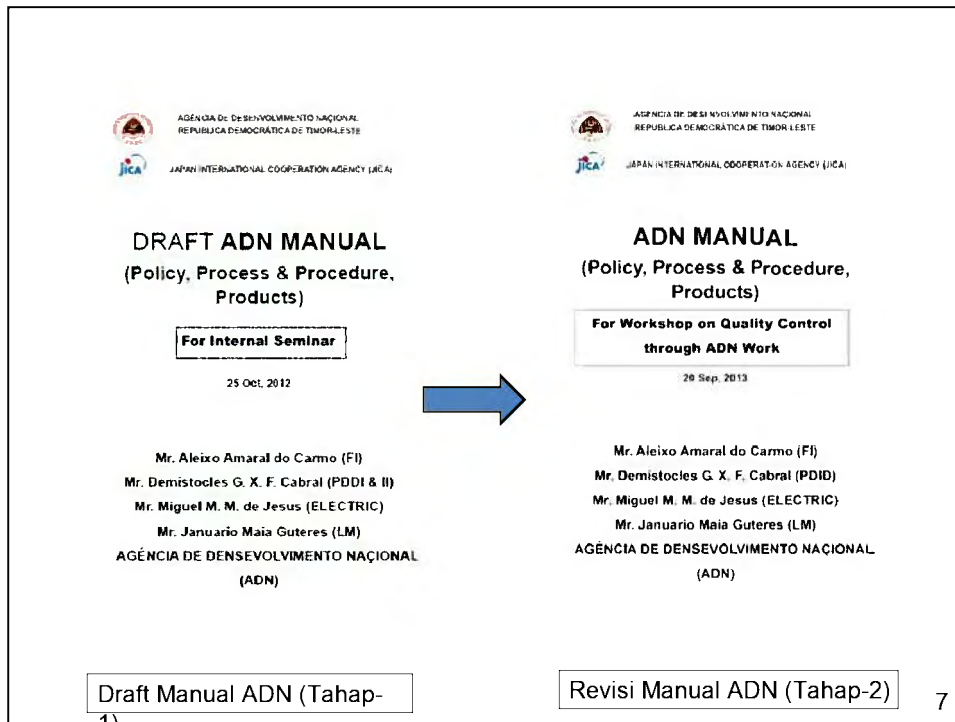 AGÊNCIA DE DESENVOLVIMENTO NAÇIONAL
REPUBLICA DEMOCRÁTICA DE TIMOR-LESTE
jica
JAPAN INTERNATIONAL COOPERATION AGENCY (JICA)
DRAFT ADN MANUAL
(Policy, Process & Procedure,
Products)
For Internal Seminar
25 Oct, 2012
Mr. Aleixo Amaral do Carmo (FI)
Mr. Demistocles G. X. F. Cabral (PDDI & II)
Mr. Miguel M. M. de Jesus (ELECTRIC)
Mr. Januario Maia Guteres (LM)
AGÉNCIA DE DENSEVOLVIMENTO NAÇIONAL
(ADN)
Draft Manual ADN (Tahap-
1)
AGÊNCIA DE DESENVOLVIMENTO NAÇIONAL
REPUBLICA DEMOCRÁTICA DE TIMOR-LESTE
jica
JAPAN INTERNATIONAL COOPERATION AGENCY (JICA)
ADN MANUAL
(Policy, Process & Procedure,
Products)
For Workshop on Quality Control
through ADN Work
20 Sep, 2013
Mr. Aleixo Amaral do Carmo (FI)
Mr. Demistocles G. X. F. Cabral (PDID)
Mr. Miguel M. M. de Jesus (ELECTRIC)
Mr. Januario Maia Guteres (LM)
AGÉNCIA DE DENSEVOLVIMENTO NAÇIONAL
(ADN)
Revisi Manual ADN (Tahap-2)
7